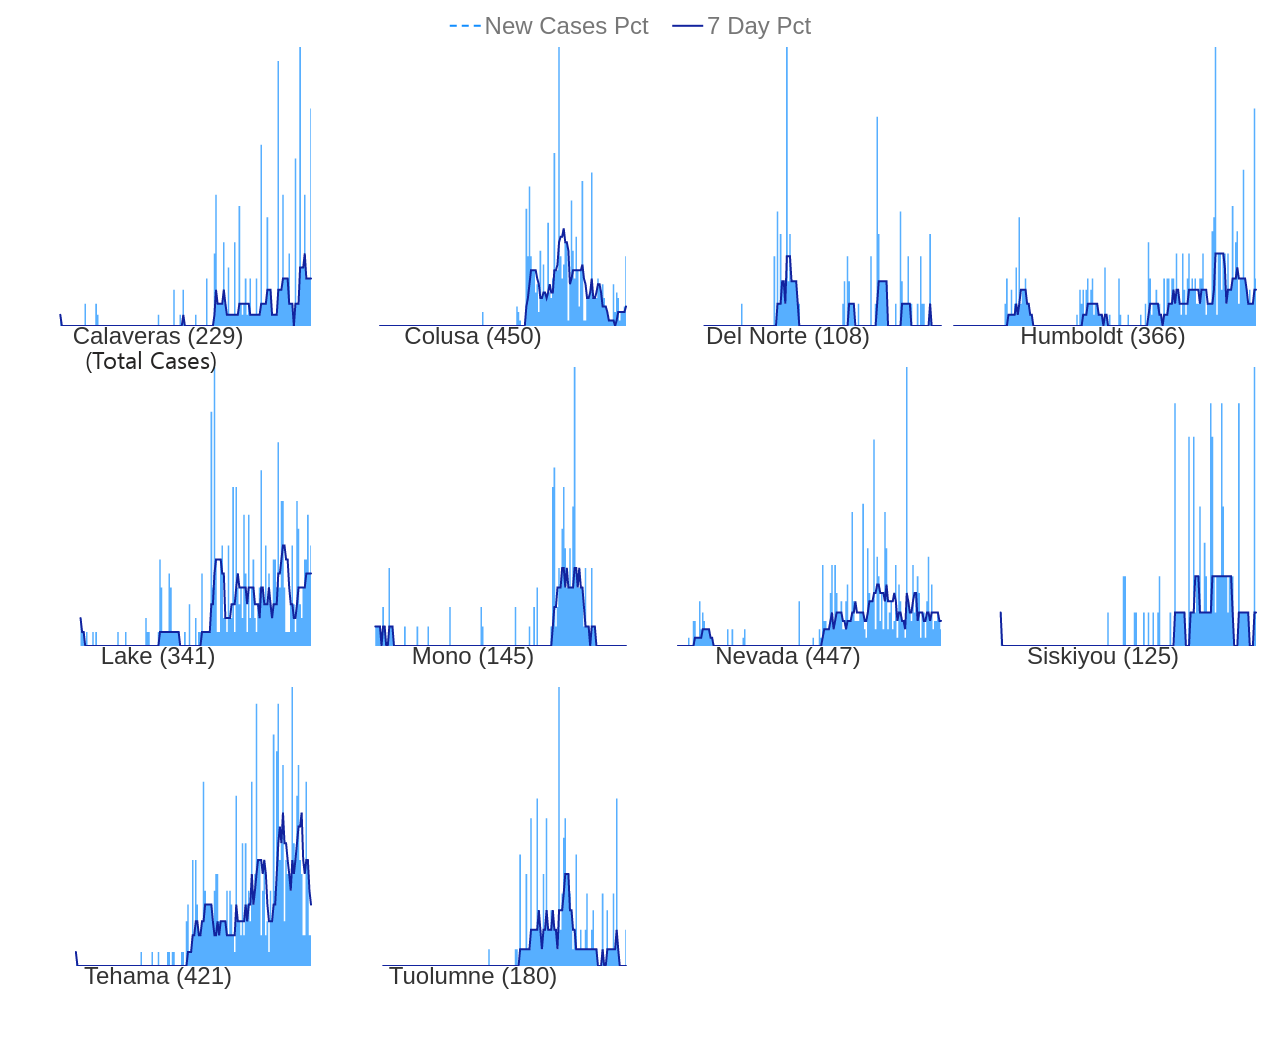 New Cases Pct 7 Day Pct
Calaveras (229) Colusa (450) Del Norte (108) Humboldt (366)
(Total Cases)
Lake (341) Mono (145) Nevada (447) Siskiyou (125)
Tehama (421) Tuolumne (180)